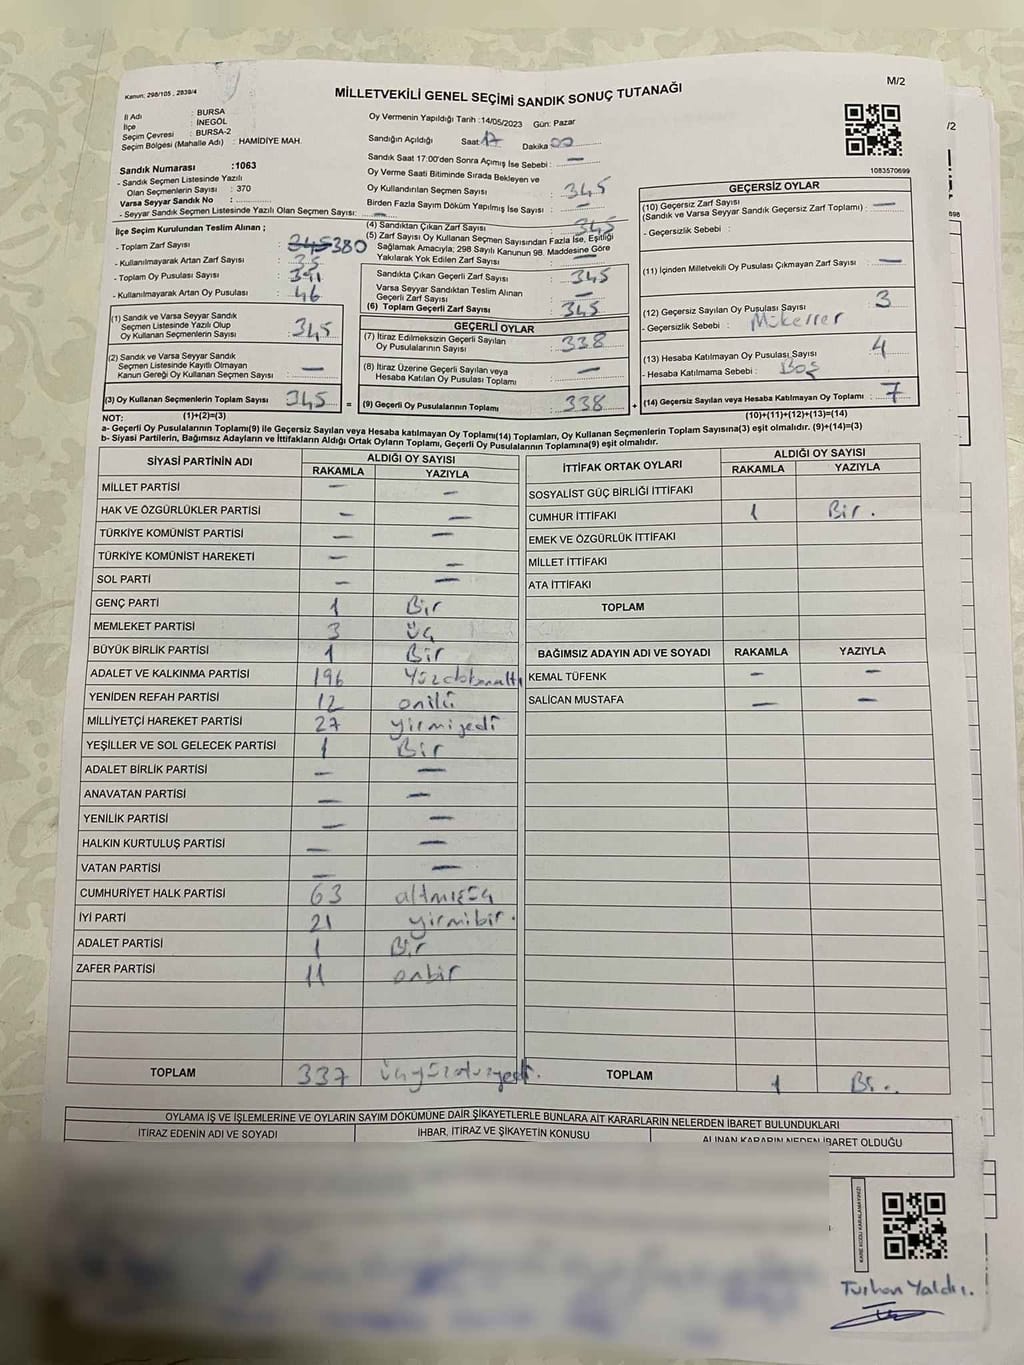 Kanun: 298/105 , 2839/4
MİLLETVEKİLİ GENEL SEÇİMİ SANDIK SONUÇ TUTANAĞI
M/2
İl Adı : BURSA
İlçe : İNEGÖL
Seçim Çevresi : BURSA-2
Seçim Bölgesi (Mahalle Adı) : HAMİDİYE MAH.
Sandık Numarası :1063
- Sandık Seçmen Listesinde Yazılı
Olan Seçmenlerin Sayısı : 370
Varsa Seyyar Sandık No :
- Seyyar Sandık Seçmen Listesinde Yazılı Olan Seçmen Sayısı: —
İlçe Seçim Kurulundan Teslim Alınan ;
- Toplam Zarf Sayısı : 345 380
- Kullanılmayarak Artan Zarf Sayısı : 35
- Toplam Oy Pusulası Sayısı : 391
- Kullanılmayarak Artan Oy Pusulası : 46
(1) Sandık ve Varsa Seyyar Sandık
Seçmen Listesinde Yazılı Olup
Oy Kullanan Seçmenlerin Sayısı : 345
(2) Sandık ve Varsa Seyyar Sandık
Seçmen Listesinde Kayıtlı Olmayan
Kanun Gereği Oy Kullanan Seçmen Sayısı : —
(3) Oy Kullanan Seçmenlerin Toplam Sayısı : 345 =
Oy Vermenin Yapıldığı Tarih :14/05/2023 Gün: Pazar
Sandığın Açıldığı Saat 17 Dakika 00
Sandık Saat 17:00'den Sonra Açımış İse Sebebi : —
Oy Verme Saati Bitiminde Sırada Bekleyen ve
Oy Kullandırılan Seçmen Sayısı : 345
Birden Fazla Sayım Döküm Yapılmış İse Sayısı : —
(4) Sandıktan Çıkan Zarf Sayısı : 345
(5) Zarf Sayısı Oy Kullanan Seçmen Sayısından Fazla İse, Eşitliği
Sağlamak Amacıyla; 298 Sayılı Kanunun 98. Maddesine Göre
Yakılarak Yok Edilen Zarf Sayısı : —
Sandıkta Çıkan Geçerli Zarf Sayısı : 345
Varsa Seyyar Sandıktan Teslim Alınan
Geçerli Zarf Sayısı : —
(6) Toplam Geçerli Zarf Sayısı : 345
GEÇERLİ OYLAR
(7) İtiraz Edilmeksizin Geçerli Sayılan
Oy Pusulalarının Sayısı : 338
(8) İtiraz Üzerine Geçerli Sayılan veya
Hesaba Katılan Oy Pusulası Toplamı : —
(9) Geçerli Oy Pusulalarının Toplamı : 338 +
1083570699
GEÇERSİZ OYLAR
(10) Geçersiz Zarf Sayısı : —
(Sandık ve Varsa Seyyar Sandık Geçersiz Zarf Toplamı)
- Geçersizlik Sebebi :
(11) İçinden Milletvekili Oy Pusulası Çıkmayan Zarf Sayısı : —
(12) Geçersiz Sayılan Oy Pusulası Sayısı : 3
- Geçersizlik Sebebi : Mükerrer
(13) Hesaba Katılmayan Oy Pusulası Sayısı : 4
- Hesaba Katılmama Sebebi : Boş
(14) Geçersiz Sayılan veya Hesaba Katılmayan Oy Toplamı : 7
NOT: (1)+(2)=(3) (10)+(11)+(12)+(13)=(14)
a- Geçerli Oy Pusulalarının Toplamı(9) ile Geçersiz Sayılan veya Hesaba katılmayan Oy Toplamı(14) Toplamları, Oy Kullanan Seçmenlerin Toplam Sayısına(3) eşit olmalıdır. (9)+(14)=(3)
b- Siyasi Partilerin, Bağımsız Adayların ve İttifakların Aldığı Ortak Oyların Toplamı, Geçerli Oy Pusulalarının Toplamına(9) eşit olmalıdır.
SİYASİ PARTİNİN ADI ALDIĞI OY SAYISI
RAKAMLA YAZIYLA
MİLLET PARTİSİ — —
HAK VE ÖZGÜRLÜKLER PARTİSİ — —
TÜRKİYE KOMÜNİST PARTİSİ — —
TÜRKİYE KOMÜNİST HAREKETİ — —
SOL PARTİ — —
GENÇ PARTİ 1 Bir
MEMLEKET PARTİSİ 3 üç
BÜYÜK BİRLİK PARTİSİ 1 Bir
ADALET VE KALKINMA PARTİSİ 196 Yüzdoksanaltı
YENİDEN REFAH PARTİSİ 12 oniki
MİLLİYETÇİ HAREKET PARTİSİ 27 yirmiyedi
YEŞİLLER VE SOL GELECEK PARTİSİ 1 Bir
ADALET BİRLİK PARTİSİ — —
ANAVATAN PARTİSİ — —
YENİLİK PARTİSİ — —
HALKIN KURTULUŞ PARTİSİ — —
VATAN PARTİSİ — —
CUMHURİYET HALK PARTİSİ 63 altmışüç
İYİ PARTİ 21 yirmibir.
ADALET PARTİSİ 1 Bir
ZAFER PARTİSİ 11 onbir
TOPLAM 337 üçyüzotuzyedi.
İTTİFAK ORTAK OYLARI ALDIĞI OY SAYISI
RAKAMLA YAZIYLA
SOSYALİST GÜÇ BİRLİĞİ İTTİFAKI
CUMHUR İTTİFAKI 1 Bir.
EMEK VE ÖZGÜRLÜK İTTİFAKI
MİLLET İTTİFAKI
ATA İTTİFAKI
TOPLAM
BAĞIMSIZ ADAYIN ADI VE SOYADI RAKAMLA YAZIYLA
KEMAL TÜFENK — —
SALİCAN MUSTAFA — —
TOPLAM 1 Bir.
OYLAMA İŞ VE İŞLEMLERİNE VE OYLARIN SAYIM DÖKÜMÜNE DAİR ŞİKAYETLERLE BUNLARA AİT KARARLARIN NELERDEN İBARET BULUNDUKLARI
İTİRAZ EDENİN ADI VE SOYADI İHBAR, İTİRAZ VE ŞİKAYETİN KONUSU ALINAN KARARIN NEDEN İBARET OLDUĞU
KARE KODU KARALAMAYINIZ!
Turhan Yaldız.
/2
698